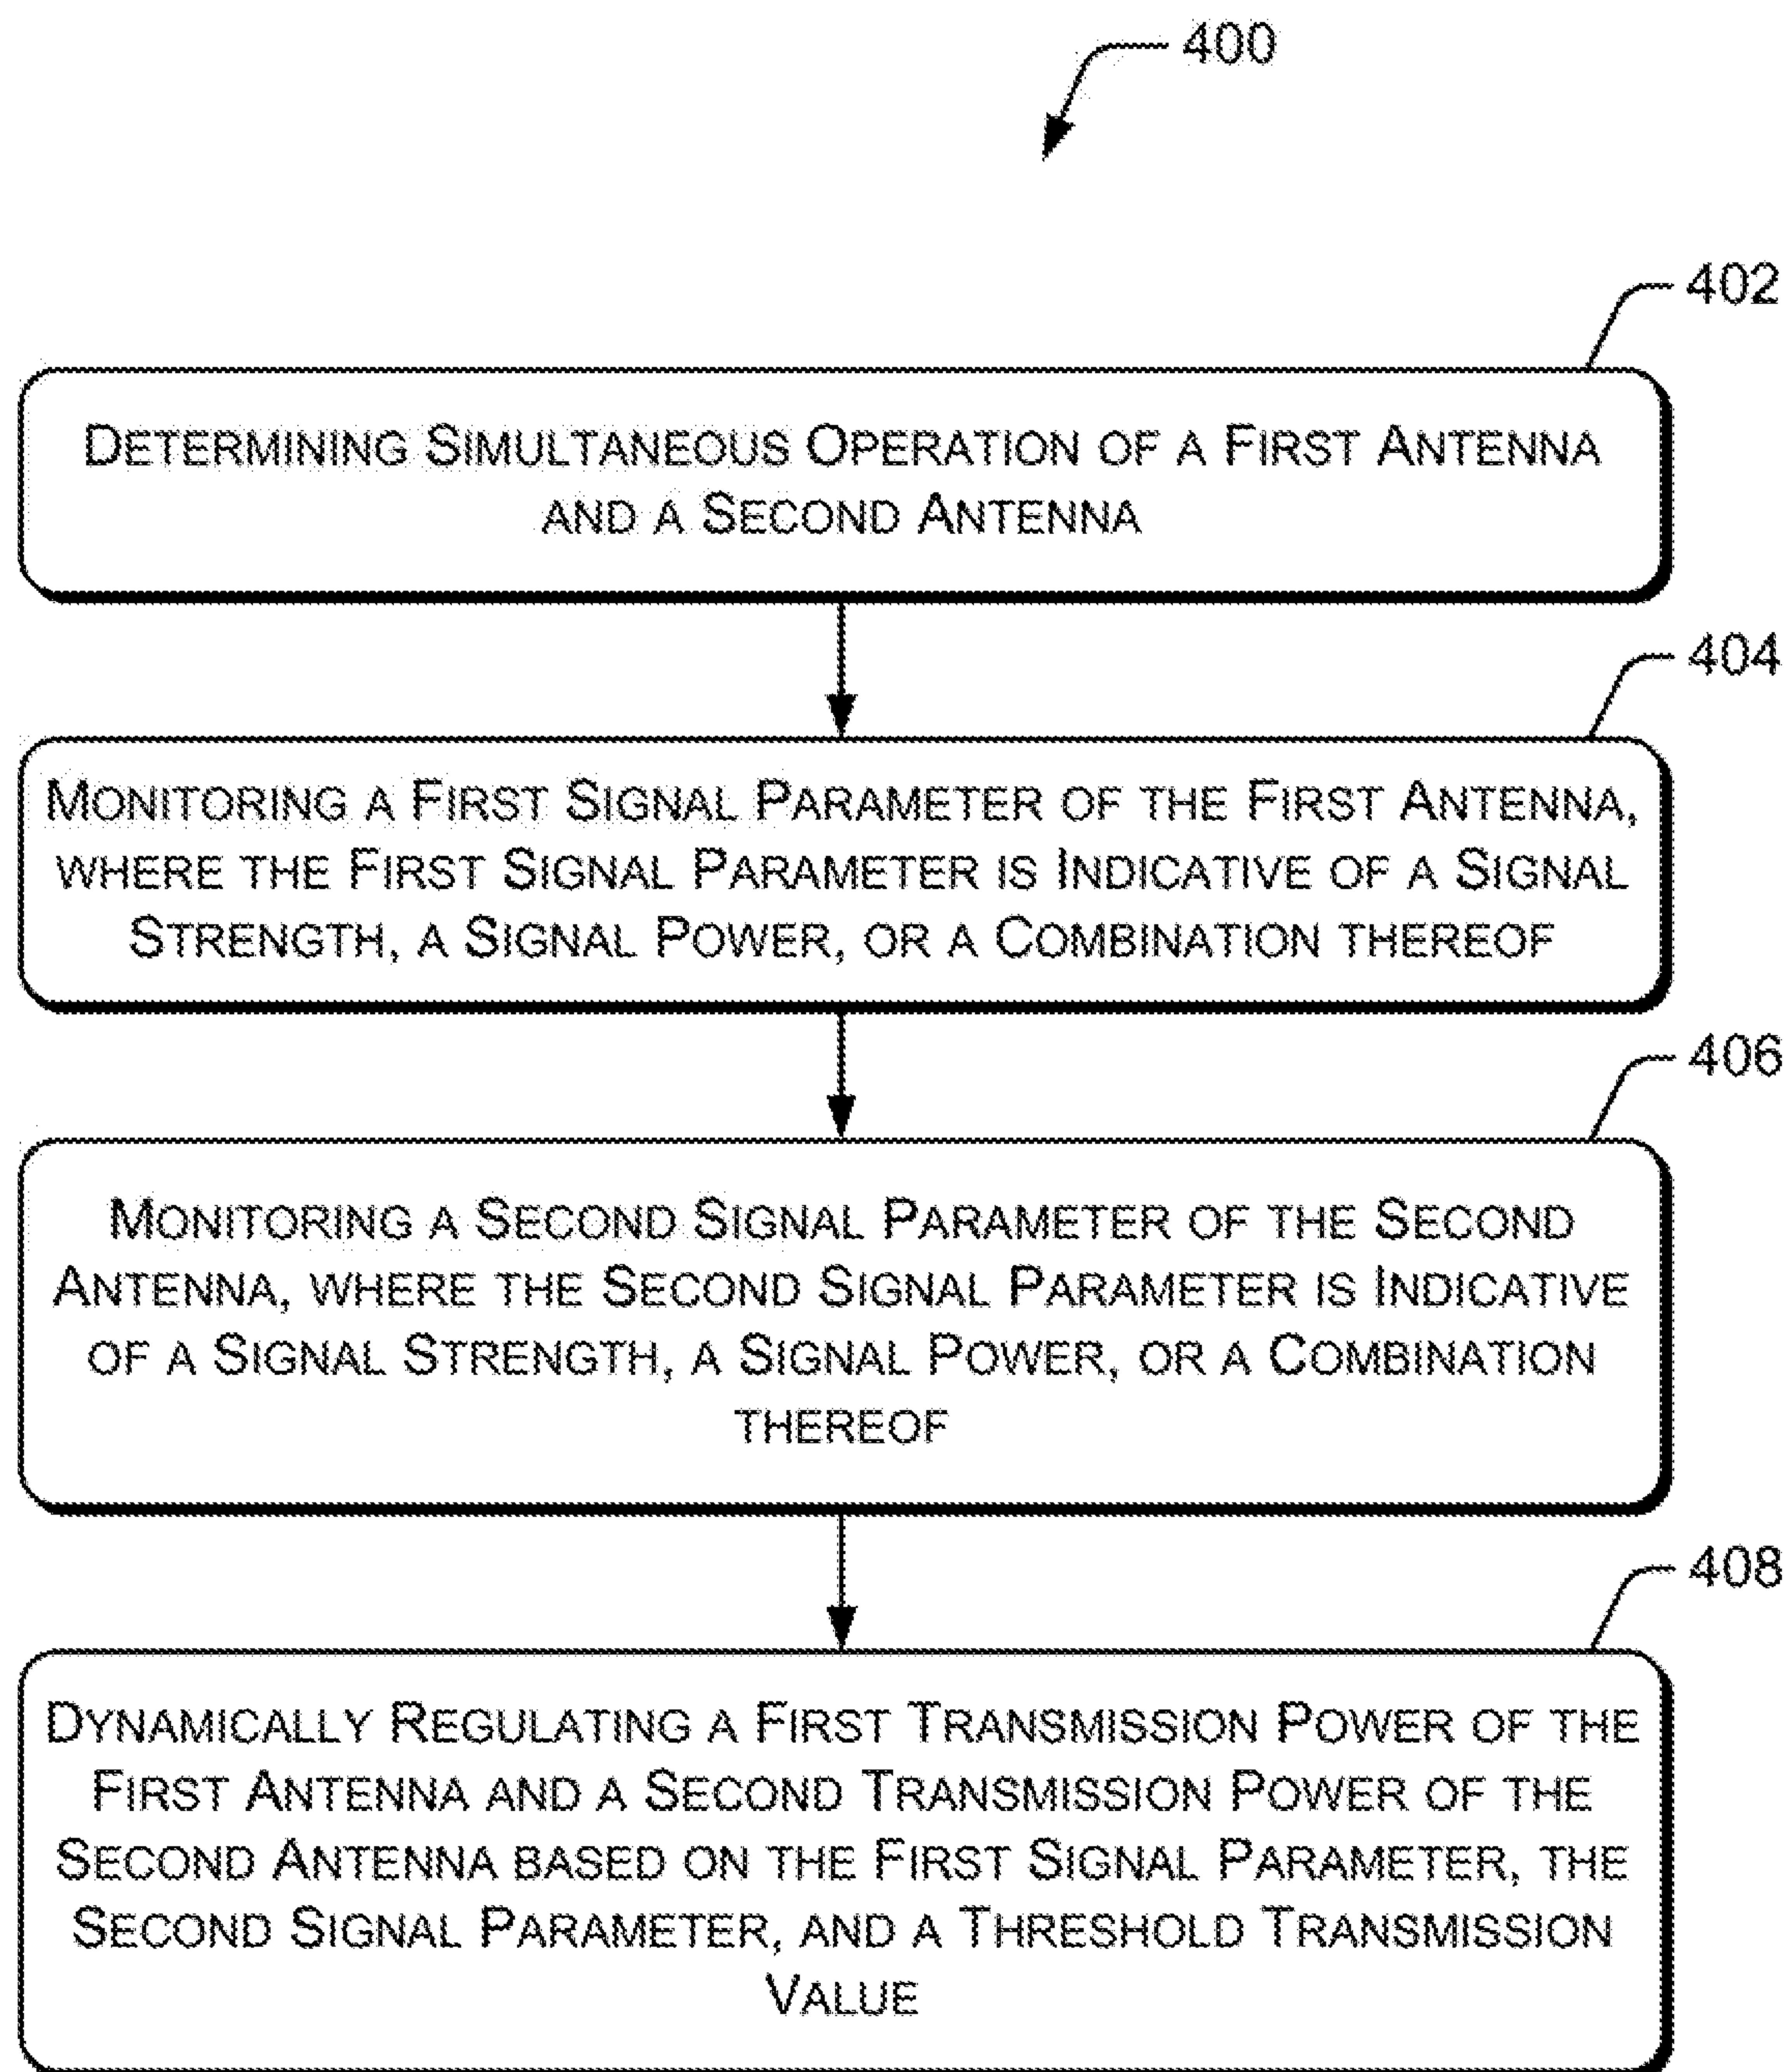 400
402
DETERMINING SIMULTANEOUS OPERATION OF A FIRST ANTENNA
AND A SECOND ANTENNA
404
MONITORING A FIRST SIGNAL PARAMETER OF THE FIRST ANTENNA,
WHERE THE FIRST SIGNAL PARAMETER IS INDICATIVE OF A SIGNAL
STRENGTH, A SIGNAL POWER, OR A COMBINATION THEREOF
406
MONITORING A SECOND SIGNAL PARAMETER OF THE SECOND
ANTENNA, WHERE THE SECOND SIGNAL PARAMETER IS INDICATIVE
OF A SIGNAL STRENGTH, A SIGNAL POWER, OR A COMBINATION
THEREOF
408
DYNAMICALLY REGULATING A FIRST TRANSMISSION POWER OF THE
FIRST ANTENNA AND A SECOND TRANSMISSION POWER OF THE
SECOND ANTENNA BASED ON THE FIRST SIGNAL PARAMETER, THE
SECOND SIGNAL PARAMETER, AND A THRESHOLD TRANSMISSION
VALUE